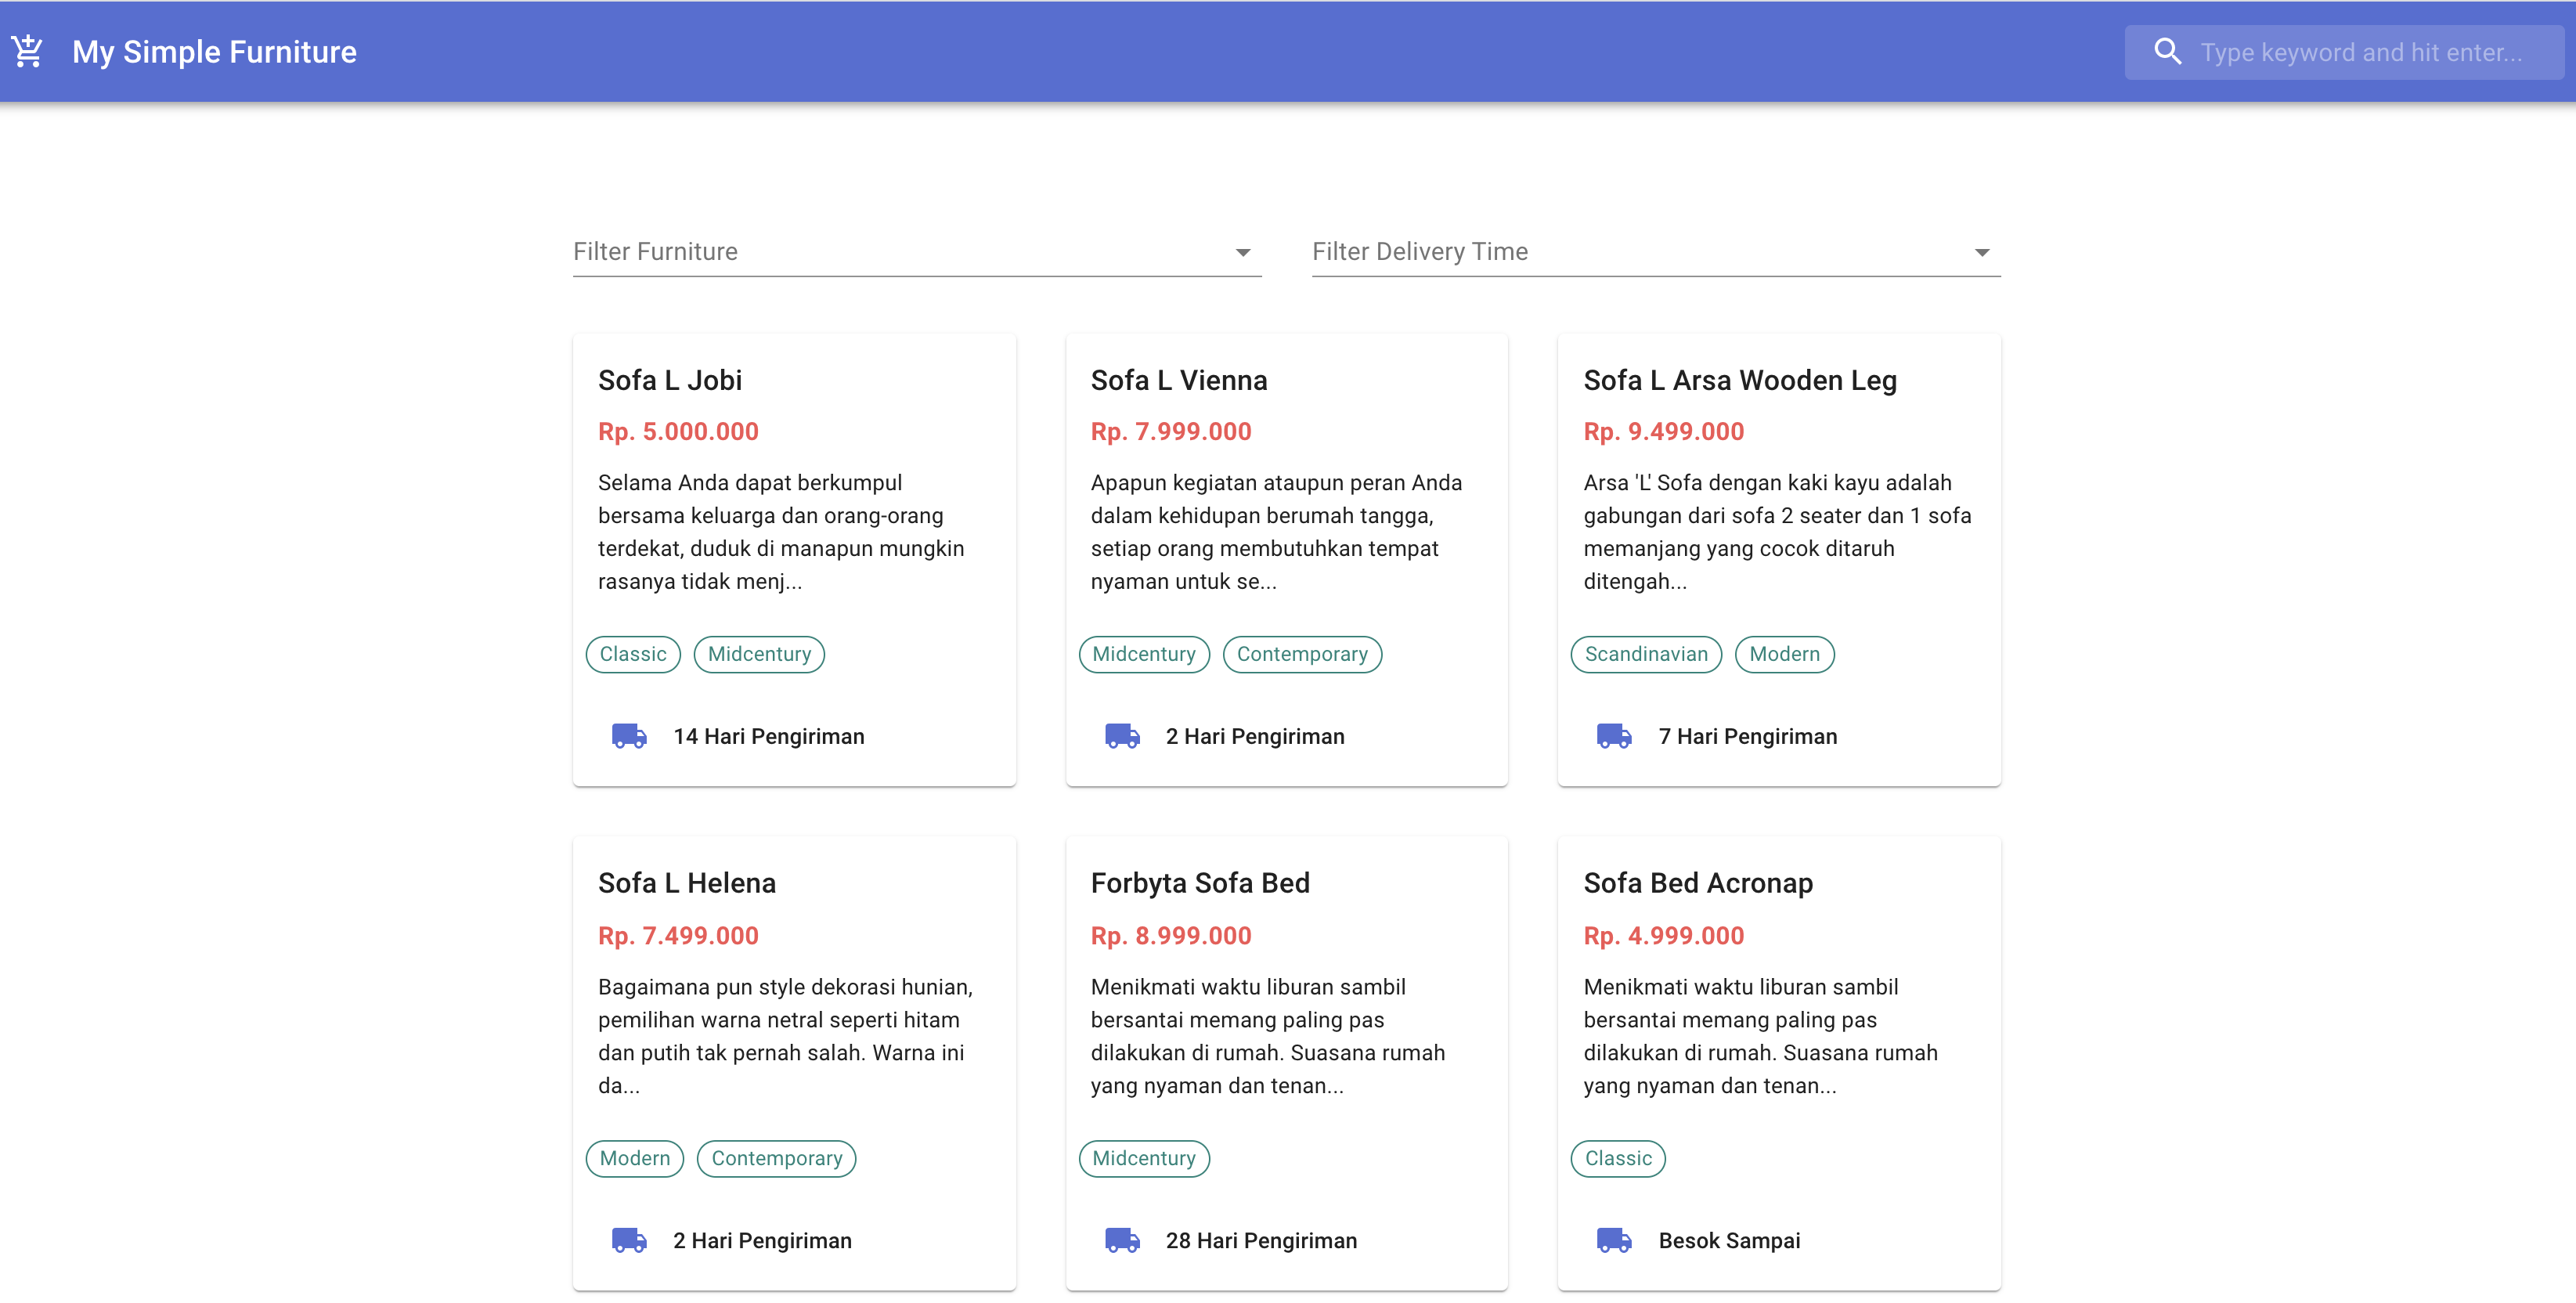 My Simple Furniture
Type keyword and hit enter...
Filter Furniture
Filter Delivery Time
Sofa L Jobi
Rp. 5.000.000
Selama Anda dapat berkumpul
bersama keluarga dan orang-orang
terdekat, duduk di manapun mungkin
rasanya tidak menj...
Classic
Midcentury
14 Hari Pengiriman
Sofa L Vienna
Rp. 7.999.000
Apapun kegiatan ataupun peran Anda
dalam kehidupan berumah tangga,
setiap orang membutuhkan tempat
nyaman untuk se...
Midcentury
Contemporary
2 Hari Pengiriman
Sofa L Arsa Wooden Leg
Rp. 9.499.000
Arsa 'L' Sofa dengan kaki kayu adalah
gabungan dari sofa 2 seater dan 1 sofa
memanjang yang cocok ditaruh
ditengah...
Scandinavian
Modern
7 Hari Pengiriman
Sofa L Helena
Rp. 7.499.000
Bagaimana pun style dekorasi hunian,
pemilihan warna netral seperti hitam
dan putih tak pernah salah. Warna ini
da...
Modern
Contemporary
2 Hari Pengiriman
Forbyta Sofa Bed
Rp. 8.999.000
Menikmati waktu liburan sambil
bersantai memang paling pas
dilakukan di rumah. Suasana rumah
yang nyaman dan tenan...
Midcentury
28 Hari Pengiriman
Sofa Bed Acronap
Rp. 4.999.000
Menikmati waktu liburan sambil
bersantai memang paling pas
dilakukan di rumah. Suasana rumah
yang nyaman dan tenan...
Classic
Besok Sampai